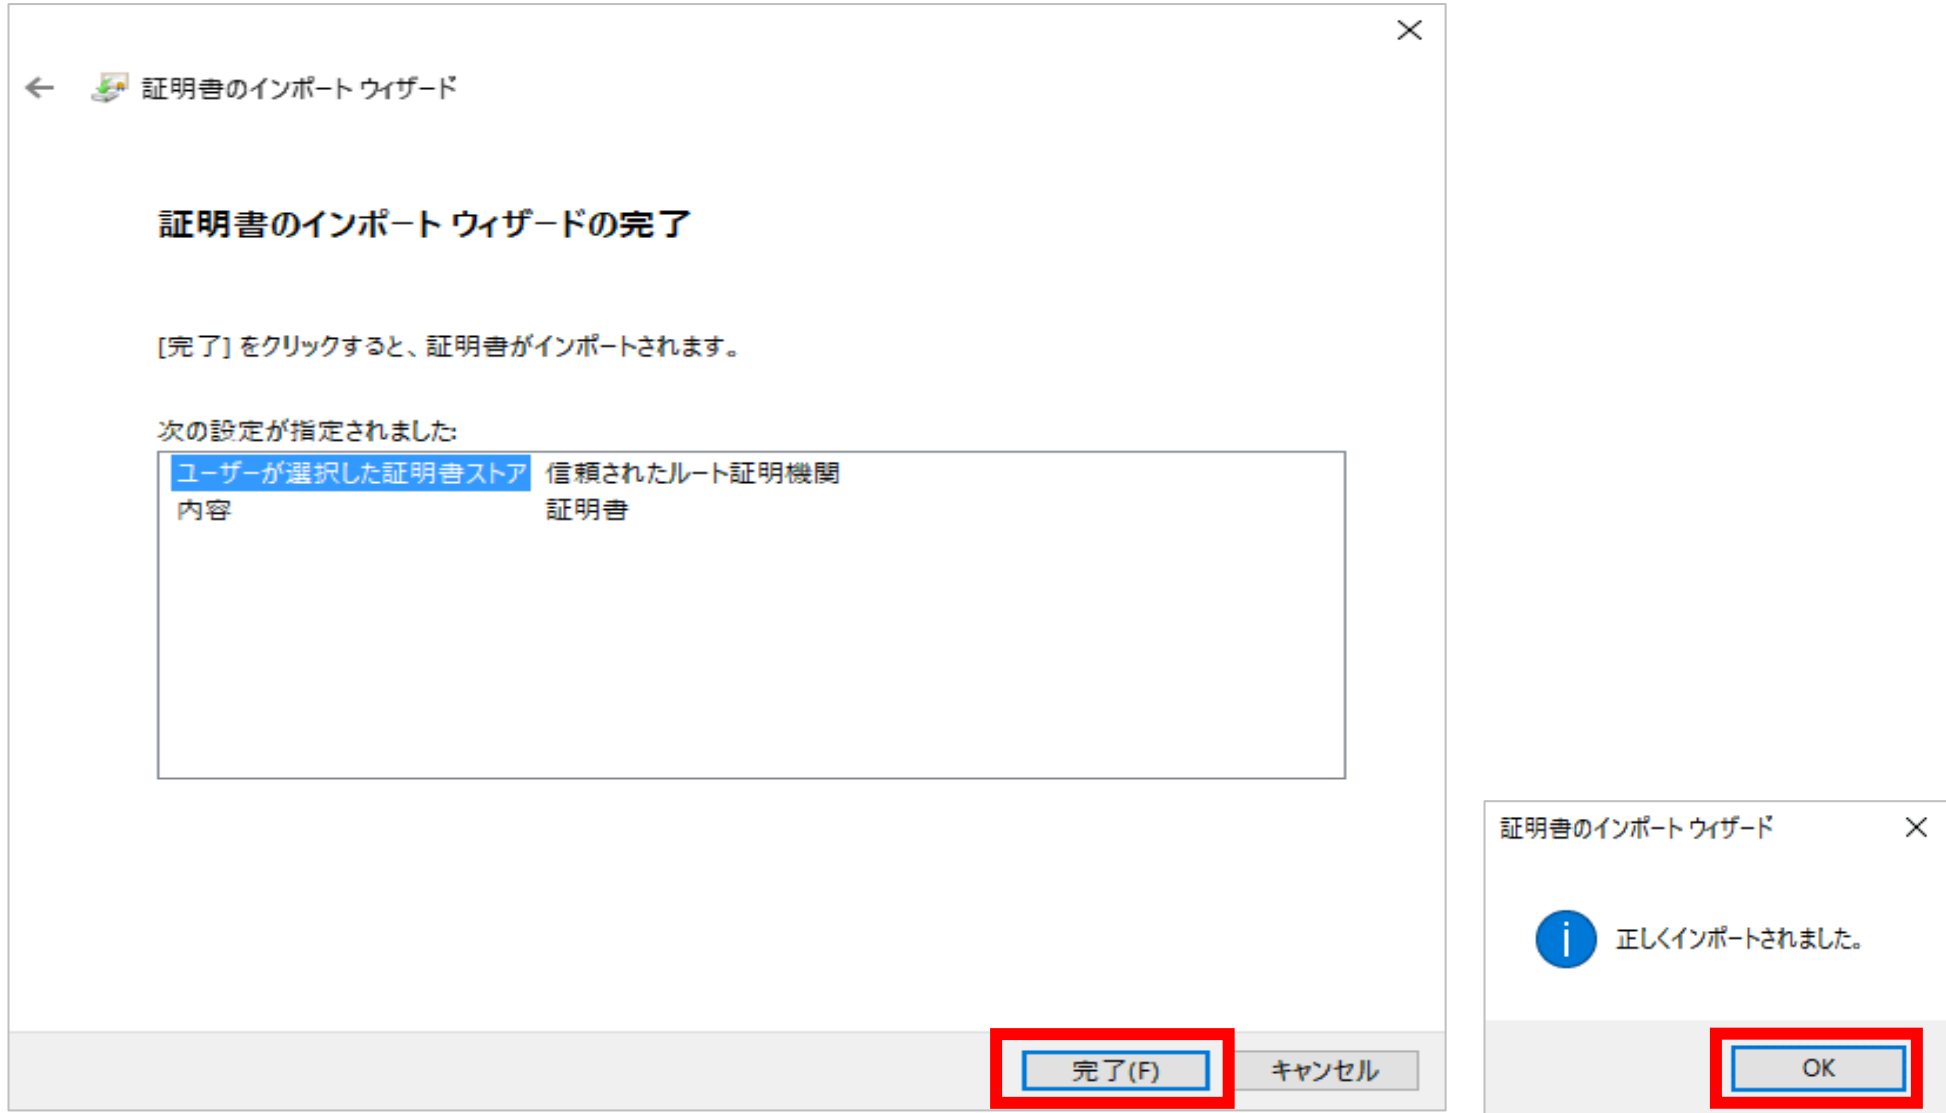 証明書のインポート ウィザード
証明書のインポート ウィザードの完了
[完了] をクリックすると、証明書がインポートされます。
次の設定が指定されました:
ユーザーが選択した証明書ストア 信頼されたルート証明機関
内容 証明書
完了(F) キャンセル
証明書のインポート ウィザード
正しくインポートされました。
OK